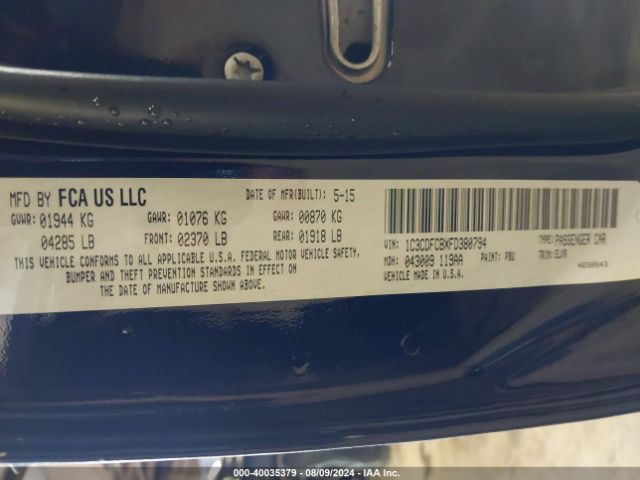 MFD BY FCA US LLC DATE OF MFR(BUILT): 5-15
GVWR: 01944 KG GAWR: 01076 KG GAWR: 00870 KG
04285 LB FRONT: 02370 LB REAR: 01918 LB
THIS VEHICLE CONFORMS TO ALL APPLICABLE U.S.A. FEDERAL MOTOR VEHICLE SAFETY,
BUMPER AND THEFT PREVENTION STANDARDS IN EFFECT ON
THE DATE OF MANUFACTURE SHOWN ABOVE.
VIN: 1C3CDFCBXFD380794 TYPE: PASSENGER CAR
MDH: 043009 119AA PAINT: PBU TRIM:
VEHICLE MADE IN U.S.A.
© COPYRIGHT -40035379 - 08/09/2024 - IAA Inc.